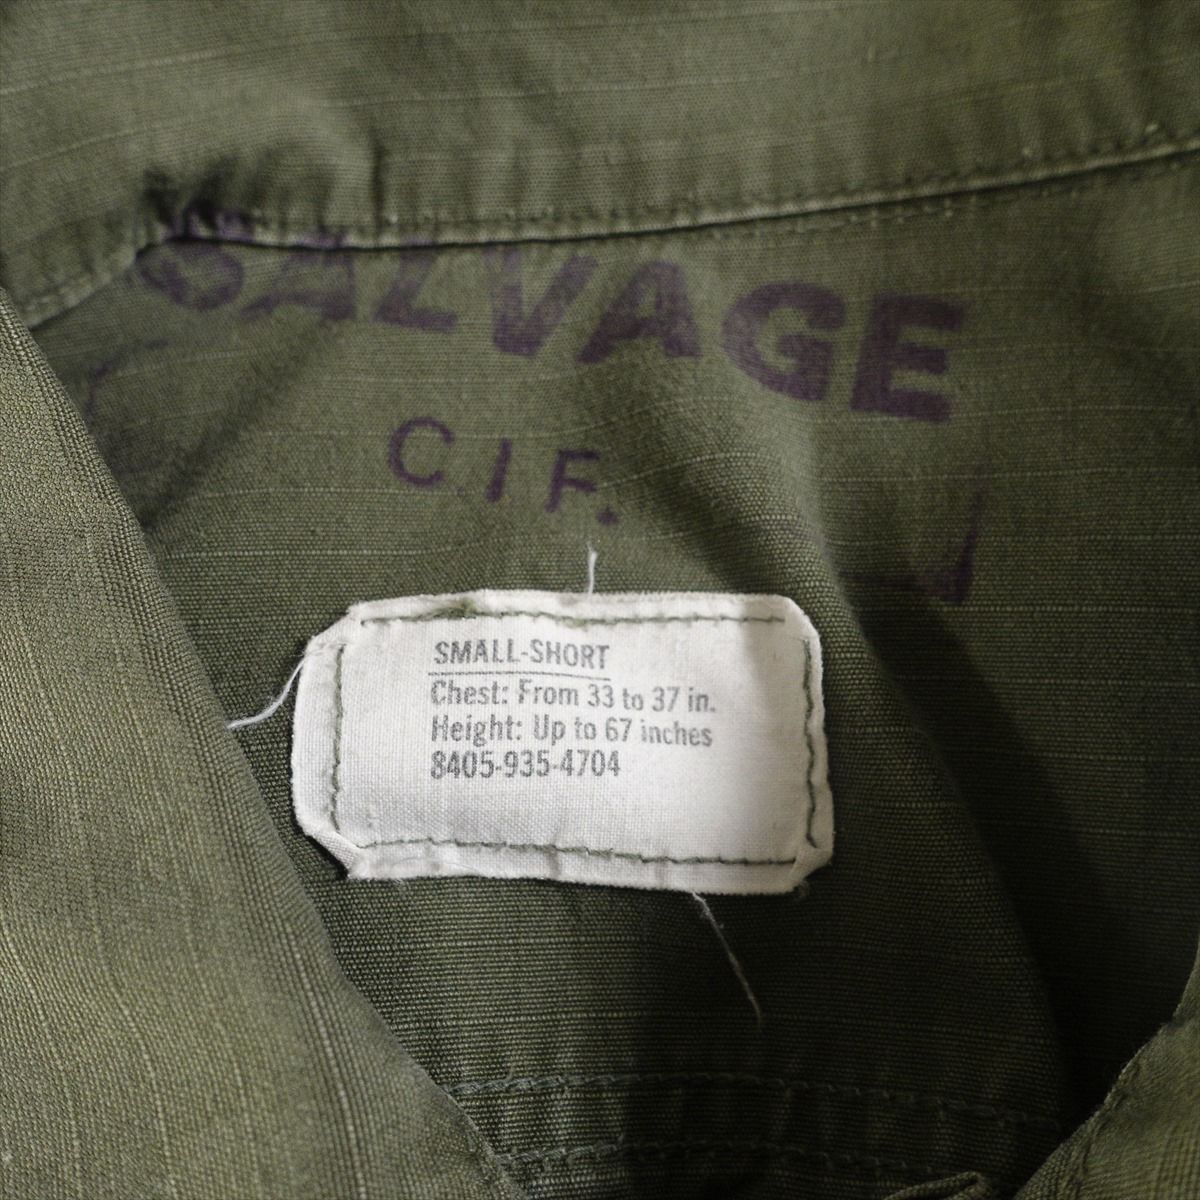 SALVAGE
C.I.F.
SMALL-SHORT
Chest: From 33 to 37 in.
Height: Up to 67 inches
8405-935-4704